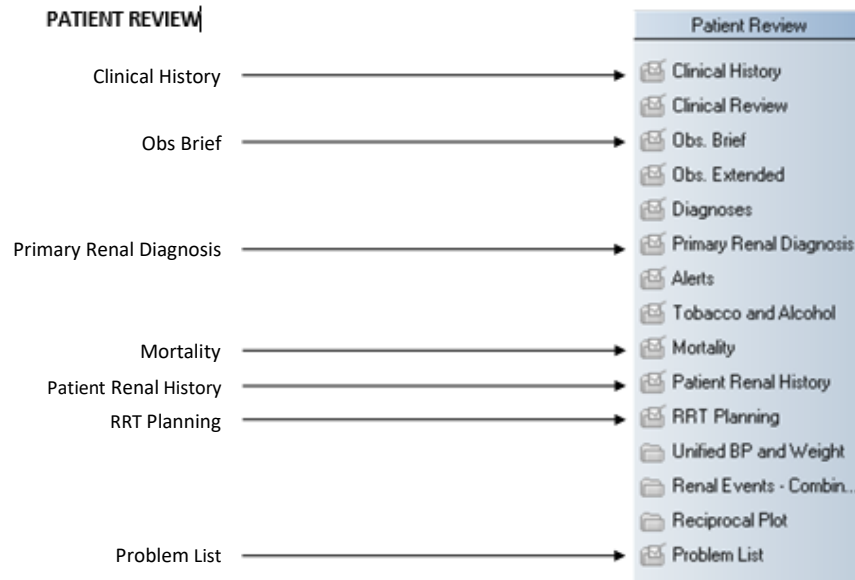 PATIENT REVIEW
Clinical History
Obs Brief
Primary Renal Diagnosis
Mortality
Patient Renal History
RRT Planning
Problem List
Patient Review
Clinical History
Clinical Review
Obs. Brief
Obs. Extended
Diagnoses
Primary Renal Diagnosis
Alerts
Tobacco and Alcohol
Mortality
Patient Renal History
RRT Planning
Unified BP and Weight
Renal Events - Combin...
Reciprocal Plot
Problem List